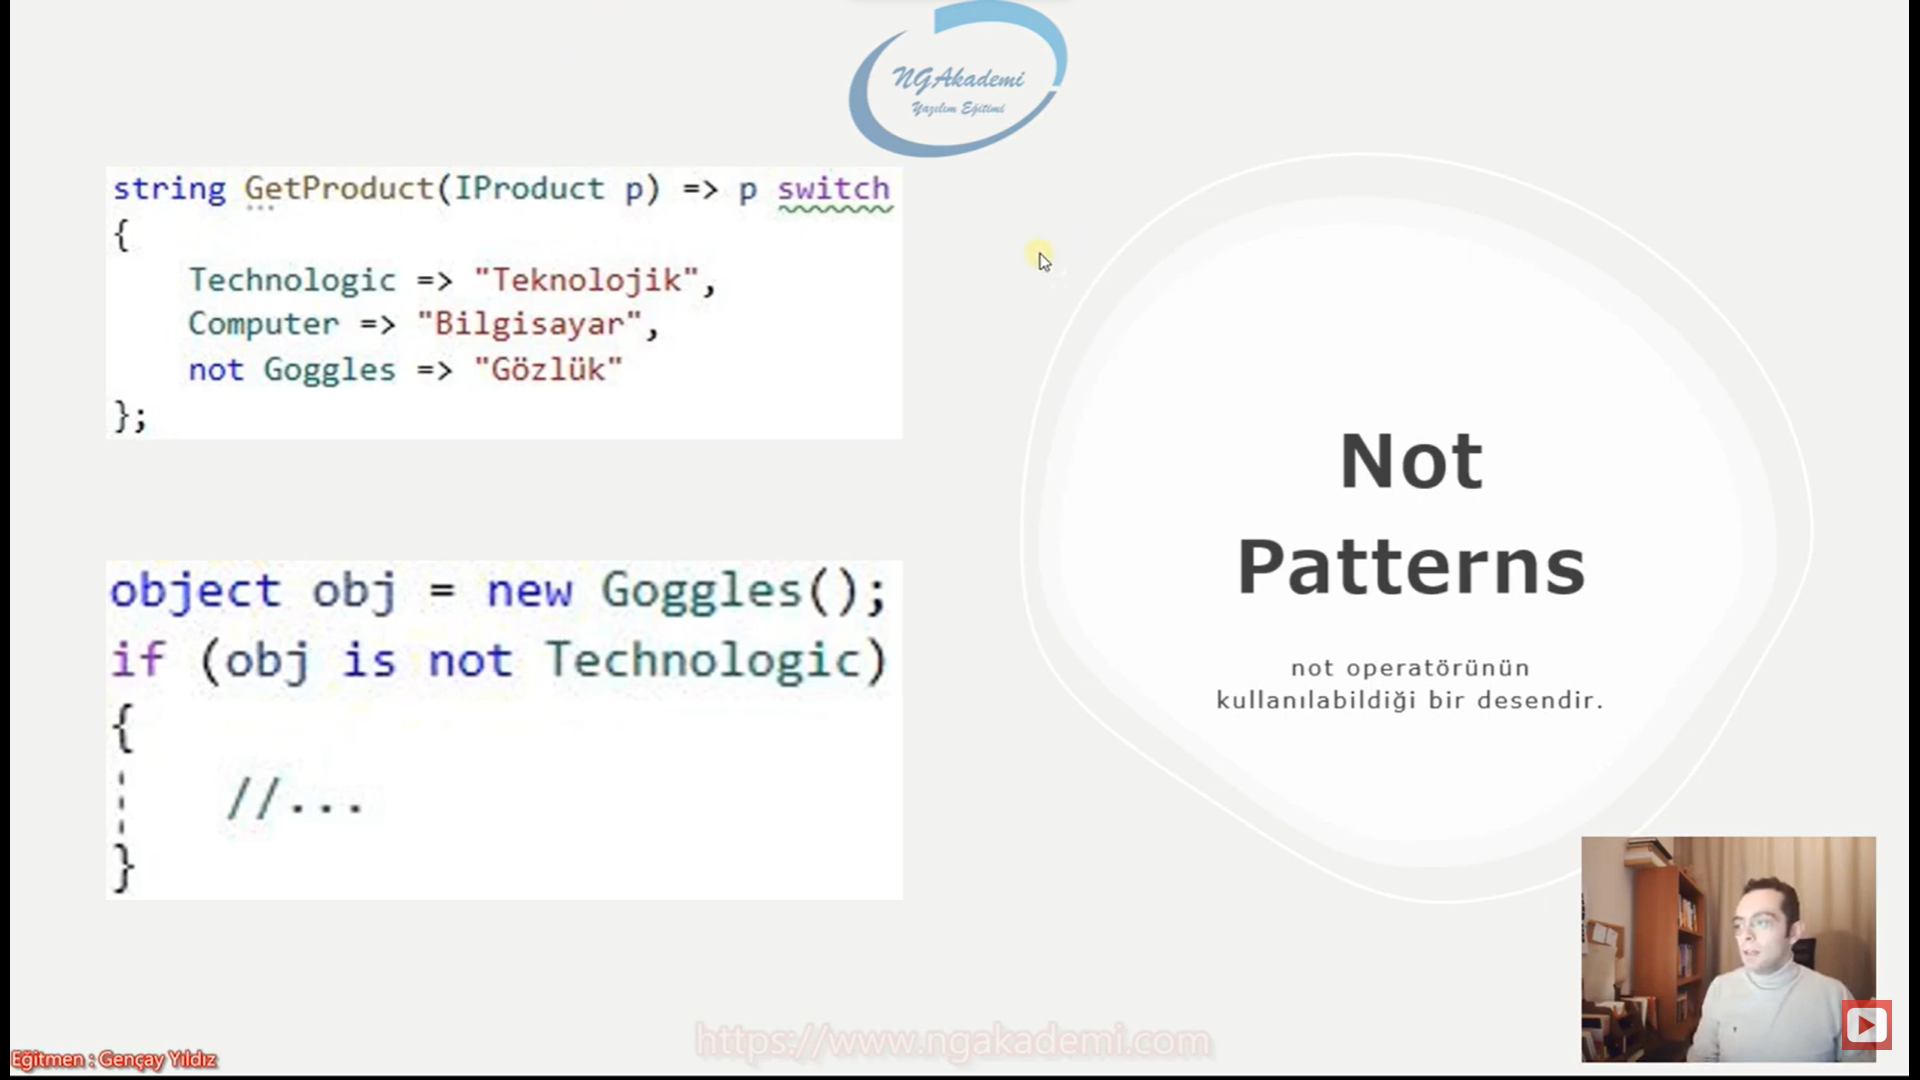 NGAkademi
Yazılım Eğitimi
string GetProduct(IProduct p) => p switch
{
    Technologic => "Teknolojik",
    Computer => "Bilgisayar",
    not Goggles => "Gözlük"
};
object obj = new Goggles();
if (obj is not Technologic)
{
    //...
}
Not
Patterns
not operatörünün
kullanılabildiği bir desendir.
https://www.ngakademi.com
Eğitmen : Gençay Yıldız